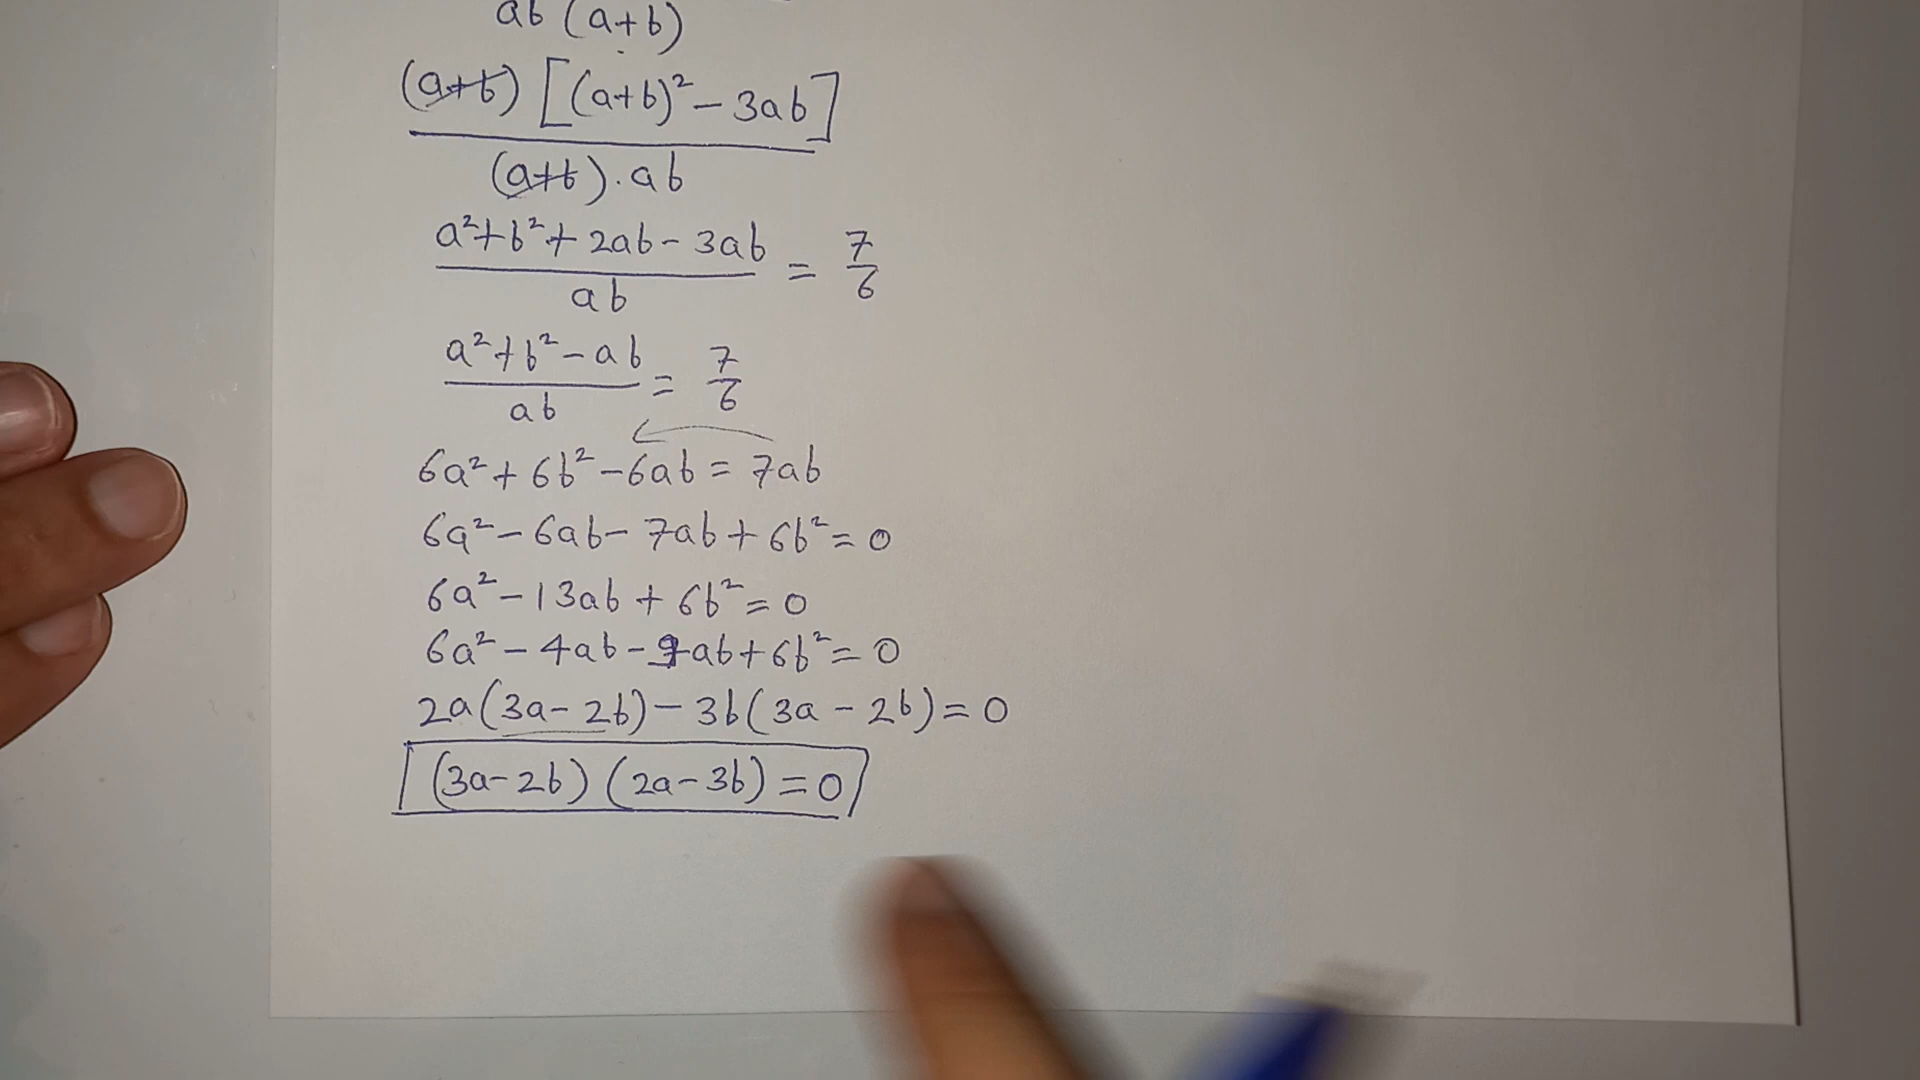 ab (a+b)
(a+b) [(a+b)²-3ab]
(a+b).ab
a²+b²+2ab-3ab = 7
ab 6
a²+b²-ab = 7
ab 6
6a²+6b²-6ab=7ab
6a²-6ab-7ab+6b²=0
6a²-13ab+6b²=0
6a²-4ab-9ab+6b²=0
2a(3a-2b)-3b(3a-2b)=0
(3a-2b)(2a-3b)=0